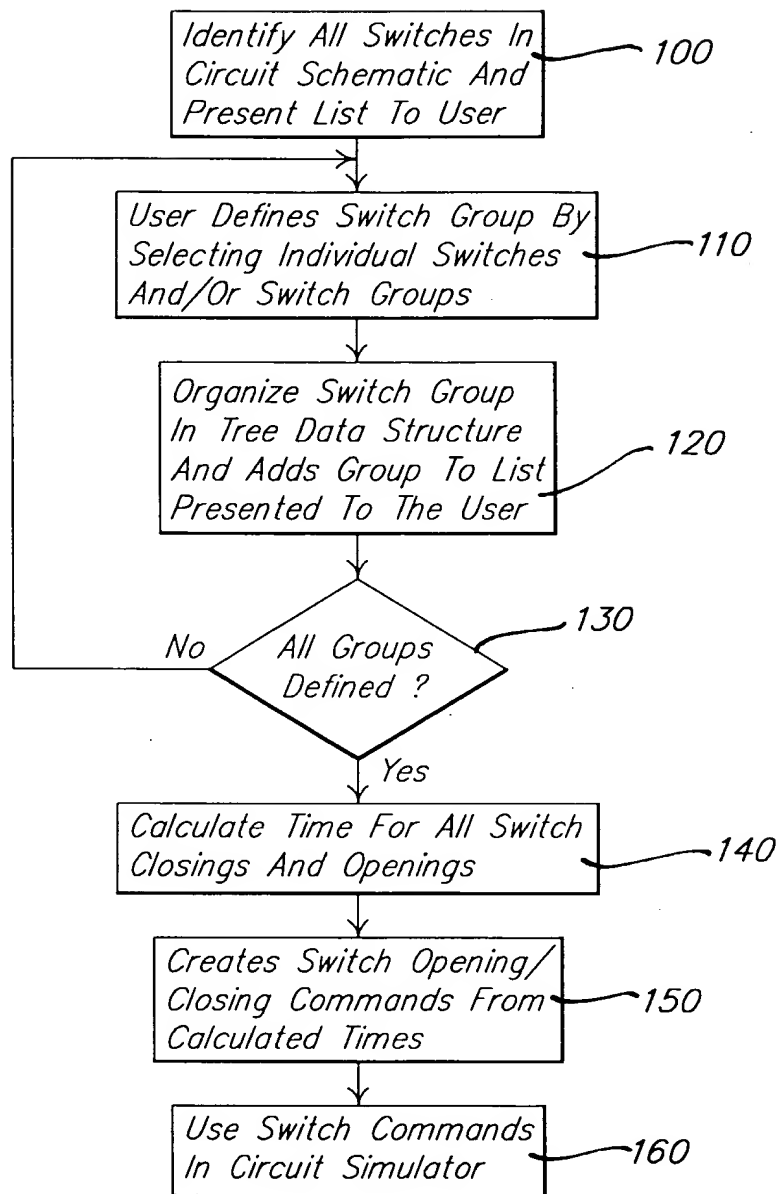 Identify All Switches In
Circuit Schematic And
Present List To User
100
User Defines Switch Group By
Selecting Individual Switches
And/Or Switch Groups
110
Organize Switch Group
In Tree Data Structure
And Adds Group To List
Presented To The User
120
130
No
All Groups
Defined ?
Yes
Calculate Time For All Switch
Closings And Openings
140
Creates Switch Opening/
Closing Commands From
Calculated Times
150
Use Switch Commands
In Circuit Simulator
160